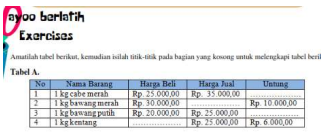 ayoo berlatih
Exercises
Amatilah tabel berikut, kemudian isilah titik-titik pada bagian yang kosong untuk melengkapi tabel beri
Tabel A.
No Nama Barang Harga Beli Harga Jual Untung
1 1 kg cabe merah Rp. 25.000,00 Rp. 35.000,00 ..................
2 1 kg bawang merah Rp. 30.000,00 .................. Rp. 10.000,00
3 1 kg bawang putih Rp. 20.000,00 Rp. 25.000,00 ..................
4 1 kg kentang .................. Rp. 25.000,00 Rp. 6.000,00